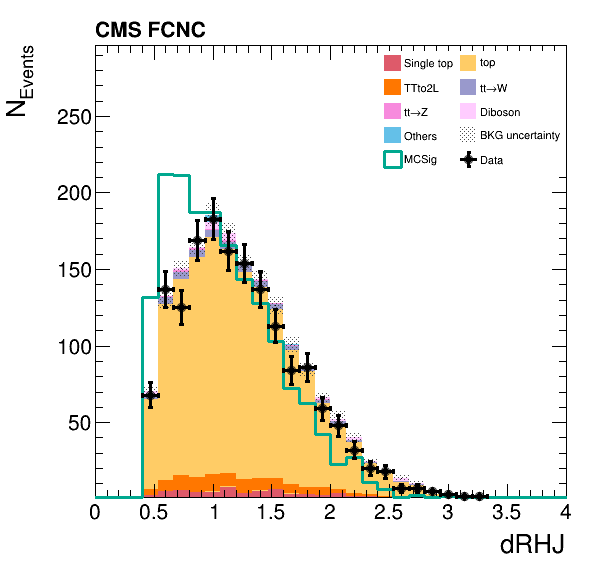 CMS FCNC
N_Events
250
200
150
100
50
Single top
top
TTto2L
tt→W
tt→Z
Diboson
Others
BKG uncertainty
MCSig
Data
0 0.5 1 1.5 2 2.5 3 3.5 4
dRHJ